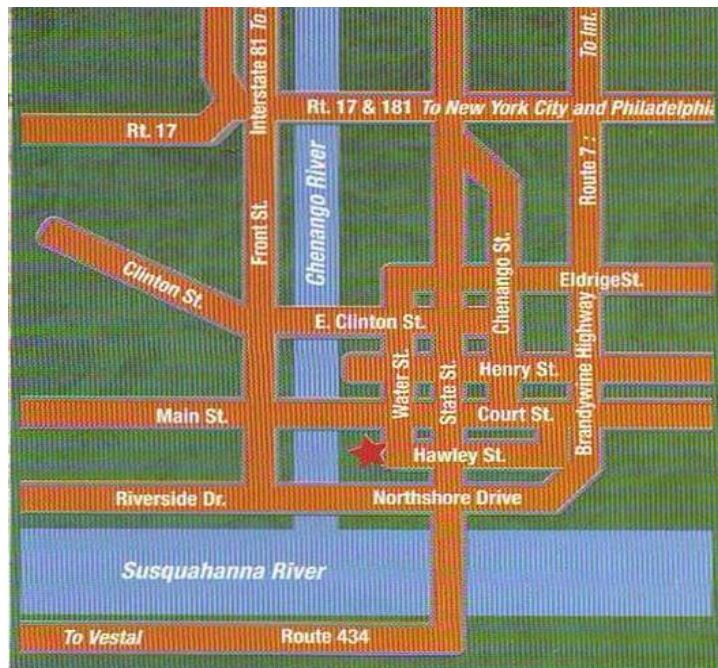 Interstate 81 To
To Int.
Rt. 17 & 181 To New York City and Philadelphia
Rt. 17
Route 7 :
Front St.
Chenango River
Clinton St.
Chenango St.
Eldrige St.
E. Clinton St.
Brandywine Highway
Water St.
State St.
Henry St.
Main St.
Court St.
Hawley St.
Riverside Dr.
Northshore Drive
Susquahanna River
To Vestal
Route 434